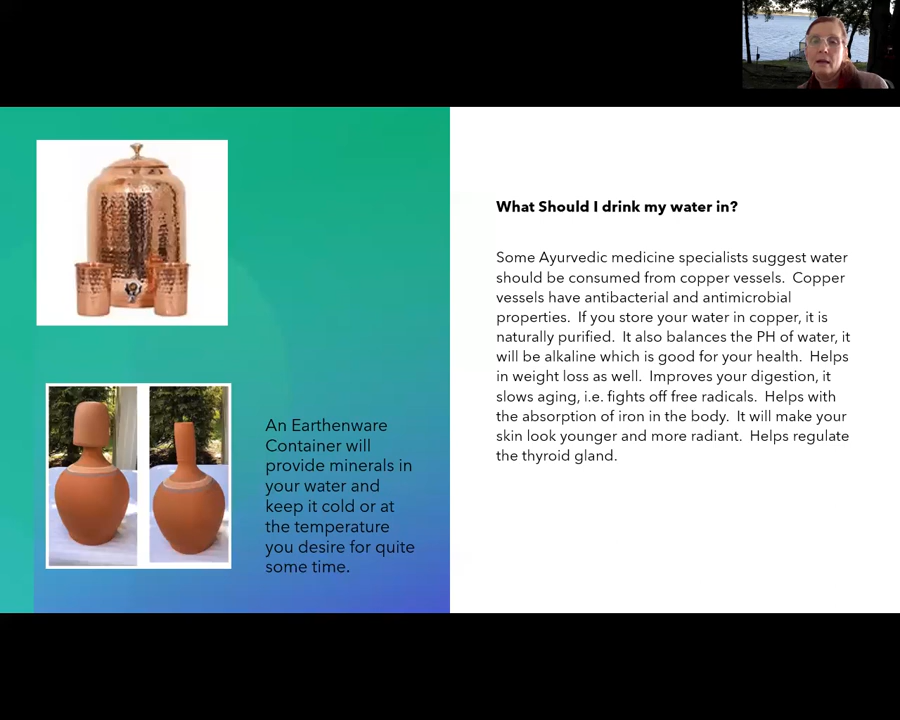 What Should I drink my water in?
Some Ayurvedic medicine specialists suggest water
should be consumed from copper vessels.  Copper
vessels have antibacterial and antimicrobial
properties.  If you store your water in copper, it is
naturally purified.  It also balances the PH of water, it
will be alkaline which is good for your health.  Helps
in weight loss as well.  Improves your digestion, it
slows aging, i.e. fights off free radicals.  Helps with
the absorption of iron in the body.  It will make your
skin look younger and more radiant.  Helps regulate
the thyroid gland.
An Earthenware
Container will
provide minerals in
your water and
keep it cold or at
the temperature
you desire for quite
some time.